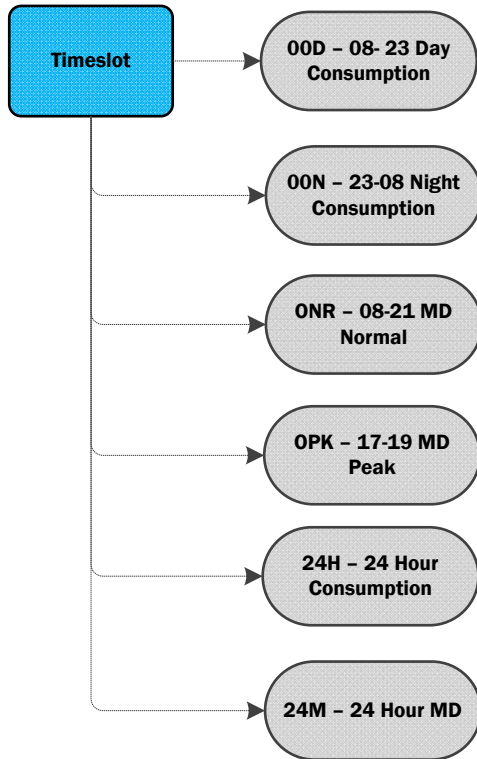 Timeslot
00D – 08- 23 Day
Consumption
00N – 23-08 Night
Consumption
0NR – 08-21 MD
Normal
0PK – 17-19 MD
Peak
24H – 24 Hour
Consumption
24M – 24 Hour MD